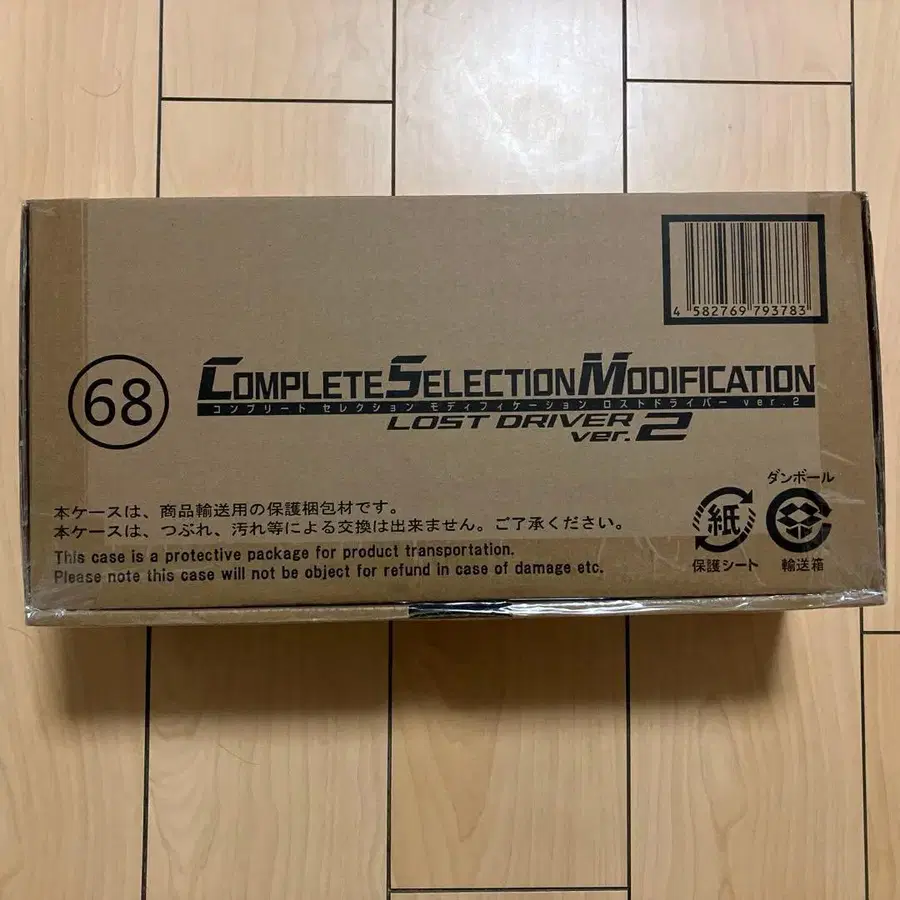 4 582769 793783
68
COMPLETE SELECTION MODIFICATION
コンプリート セレクション モディフィケーション ロストドライバー ver.2
LOST DRIVER
ver.2
ダンボール
本ケースは、商品輸送用の保護梱包材です。
本ケースは、つぶれ、汚れ等による交換は出来ません。ご了承ください。
This case is a protective package for product transportation.
Please note this case will not be object for refund in case of damage etc.
紙
保護シート
輸送箱